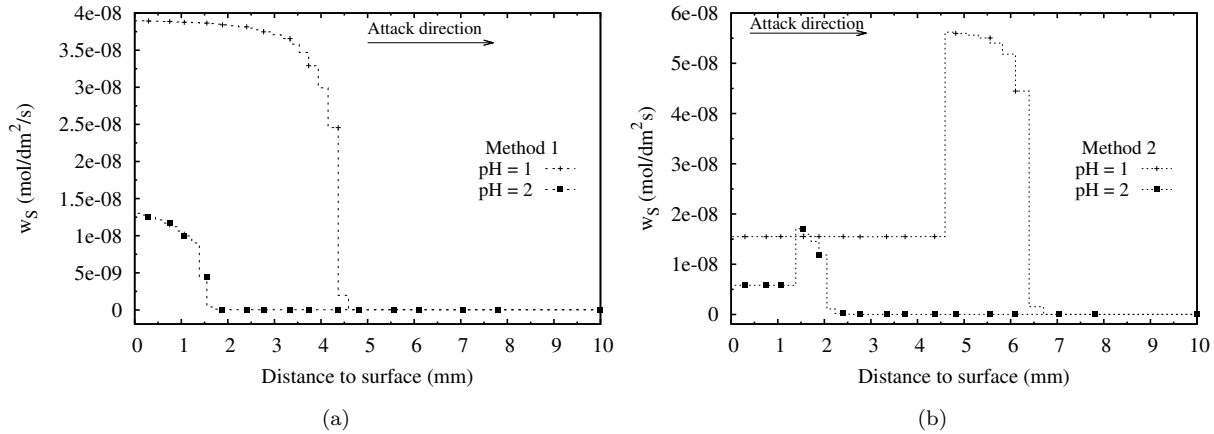 4e-08
3.5e-08
3e-08
2.5e-08
2e-08
1.5e-08
1e-08
5e-09
0
w_S (mol/dm²/s)
Attack direction
Method 1
pH = 1
pH = 2
0 1 2 3 4 5 6 7 8 9 10
Distance to surface (mm)
(a)
6e-08
5e-08
4e-08
3e-08
2e-08
1e-08
0
w_S (mol/dm²s)
Attack direction
Method 2
pH = 1
pH = 2
0 1 2 3 4 5 6 7 8 9 10
Distance to surface (mm)
(b)